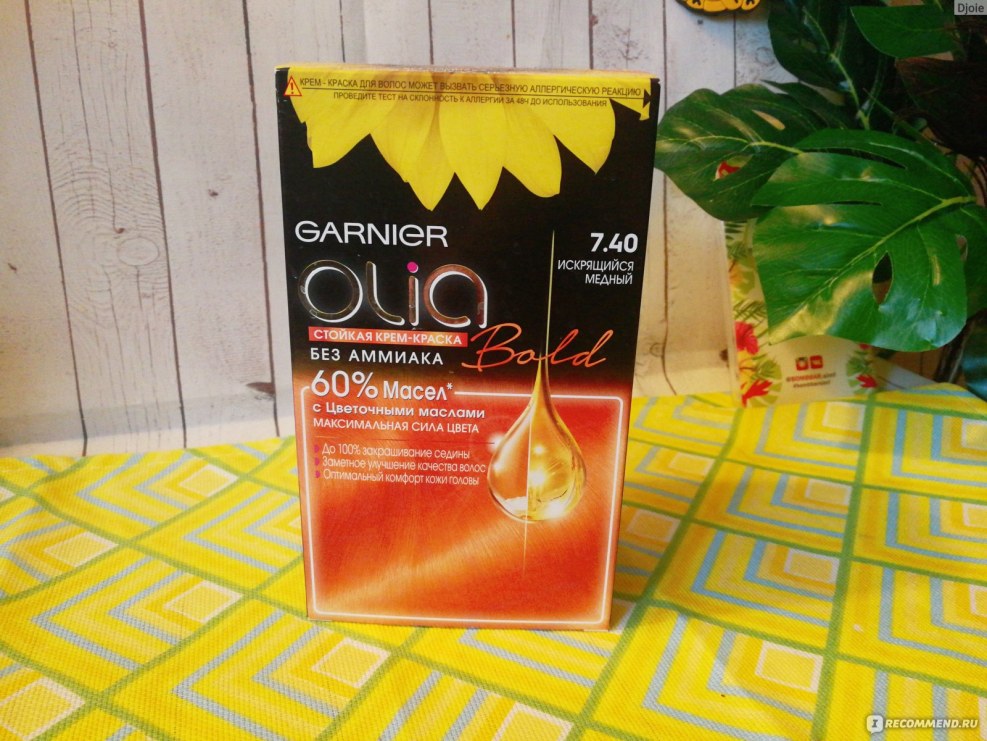 Djoie
КРЕМ - КРАСКА ДЛЯ ВОЛОС МОЖЕТ ВЫЗВАТЬ СЕРЬЕЗНУЮ АЛЛЕРГИЧЕСКУЮ РЕАКЦИЮ
ПРОВЕДИТЕ ТЕСТ НА СКЛОННОСТЬ К АЛЛЕРГИИ ЗА 48Ч ДО ИСПОЛЬЗОВАНИЯ
GARNIER
7.40
ИСКРЯЩИЙСЯ
МЕДНЫЙ
OLIA
Bold
СТОЙКАЯ КРЕМ-КРАСКА
БЕЗ АММИАКА
60% Масел*
с Цветочными маслами
МАКСИМАЛЬНАЯ СИЛА ЦВЕТА
До 100% закрашивание седины
Заметное улучшение качества волос
Оптимальный комфорт кожи головы
IRECOMMEND.RU